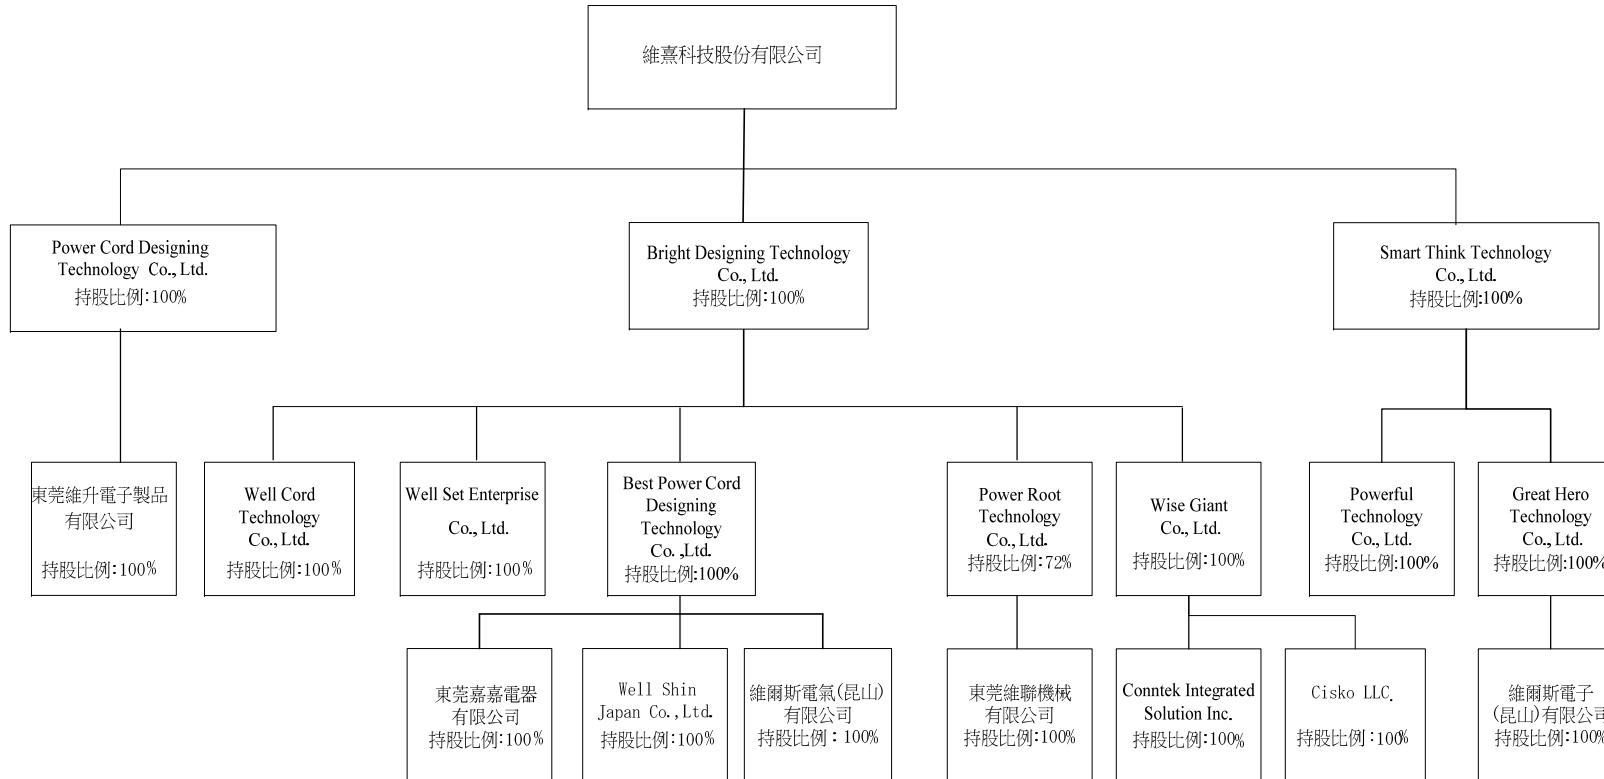 維熹科技股份有限公司
Power Cord Designing
Technology Co., Ltd.
持股比例:100%
Bright Designing Technology
Co., Ltd.
持股比例:100%
Smart Think Technology
Co., Ltd.
持股比例:100%
東莞維升電子製品
有限公司
持股比例:100%
Well Cord
Technology
Co., Ltd.
持股比例:100%
Well Set Enterprise
Co., Ltd.
持股比例:100%
Best Power Cord
Designing
Technology
Co. ,Ltd.
持股比例:100%
Power Root
Technology
Co., Ltd.
持股比例:72%
Wise Giant
Co., Ltd.
持股比例:100%
Powerful
Technology
Co., Ltd.
持股比例:100%
Great Hero
Technology
Co., Ltd.
持股比例:100%
東莞嘉嘉電器
有限公司
持股比例:100%
Well Shin
Japan Co.,Ltd.
持股比例:100%
維爾斯電氣(昆山)
有限公司
持股比例：100%
東莞維聯機械
有限公司
持股比例:100%
Conntek Integrated
Solution Inc.
持股比例:100%
Cisko LLC.
持股比例:100%
維爾斯電子
(昆山)有限公司
持股比例:100%